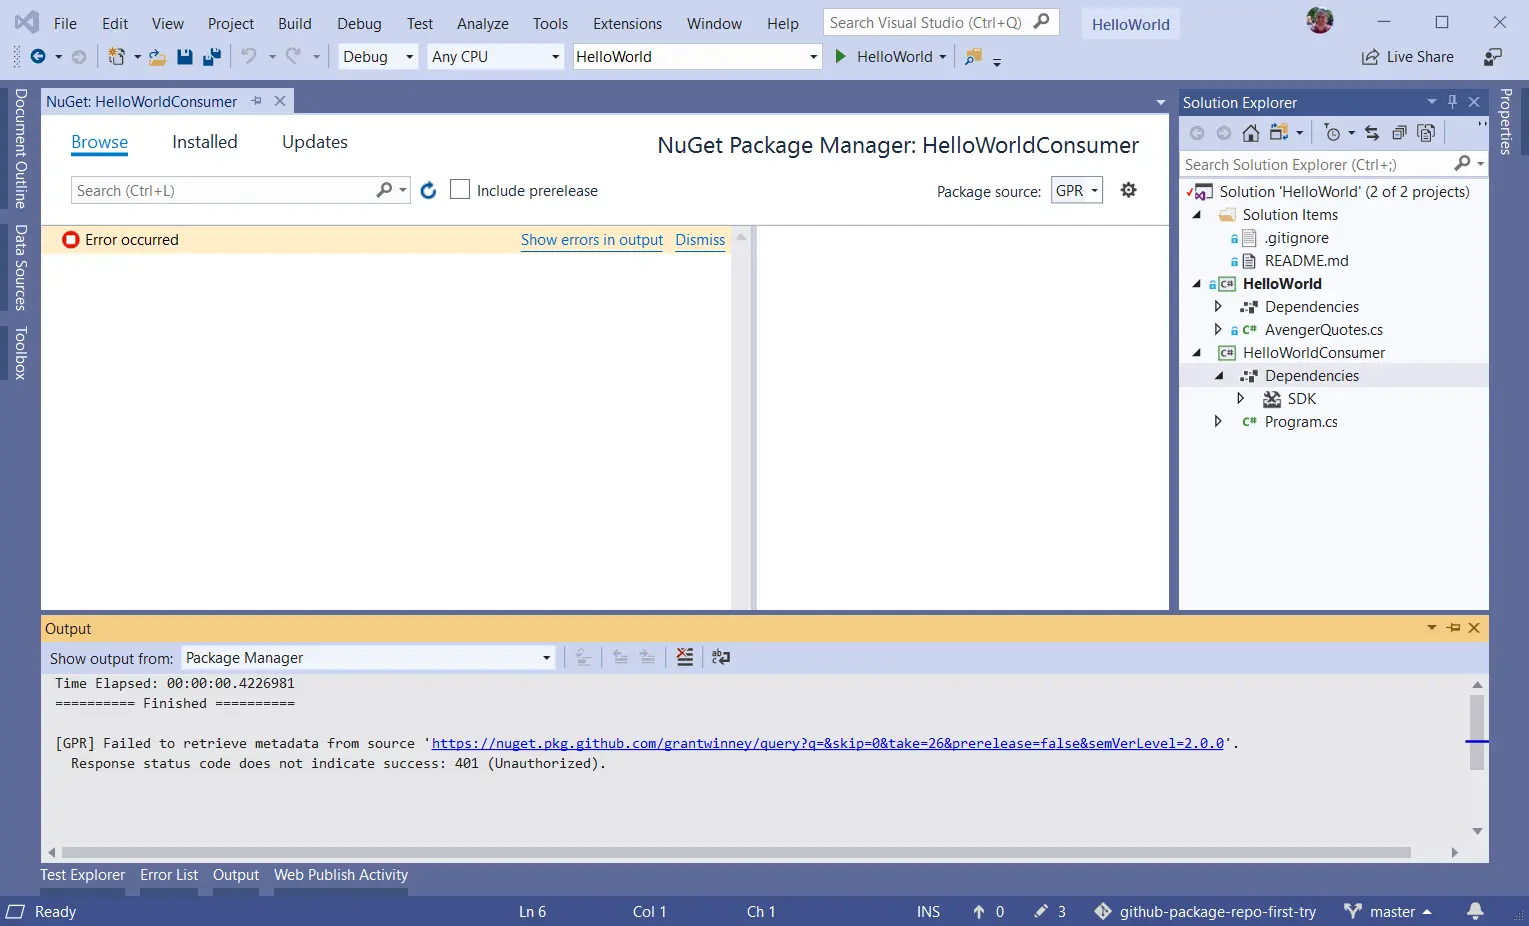 File Edit View Project Build Debug Test Analyze Tools Extensions Window Help Search Visual Studio (Ctrl+Q) HelloWorld
Debug Any CPU HelloWorld HelloWorld Live Share
Document Outline
Data Sources
Toolbox
NuGet: HelloWorldConsumer
Browse Installed Updates NuGet Package Manager: HelloWorldConsumer
Search (Ctrl+L) Include prerelease Package source: GPR
Error occurred Show errors in output Dismiss
Solution Explorer
Search Solution Explorer (Ctrl+;)
Solution 'HelloWorld' (2 of 2 projects)
Solution Items
.gitignore
README.md
C# HelloWorld
Dependencies
C# AvengerQuotes.cs
C# HelloWorldConsumer
Dependencies
SDK
C# Program.cs
Properties
Output
Show output from: Package Manager
Time Elapsed: 00:00:00.4226981
========== Finished ==========
[GPR] Failed to retrieve metadata from source 'https://nuget.pkg.github.com/grantwinney/query?q=&skip=0&take=26&prerelease=false&semVerLevel=2.0.0'.
Response status code does not indicate success: 401 (Unauthorized).
Test Explorer Error List Output Web Publish Activity
Ready Ln 6 Col 1 Ch 1 INS 0 3 github-package-repo-first-try master